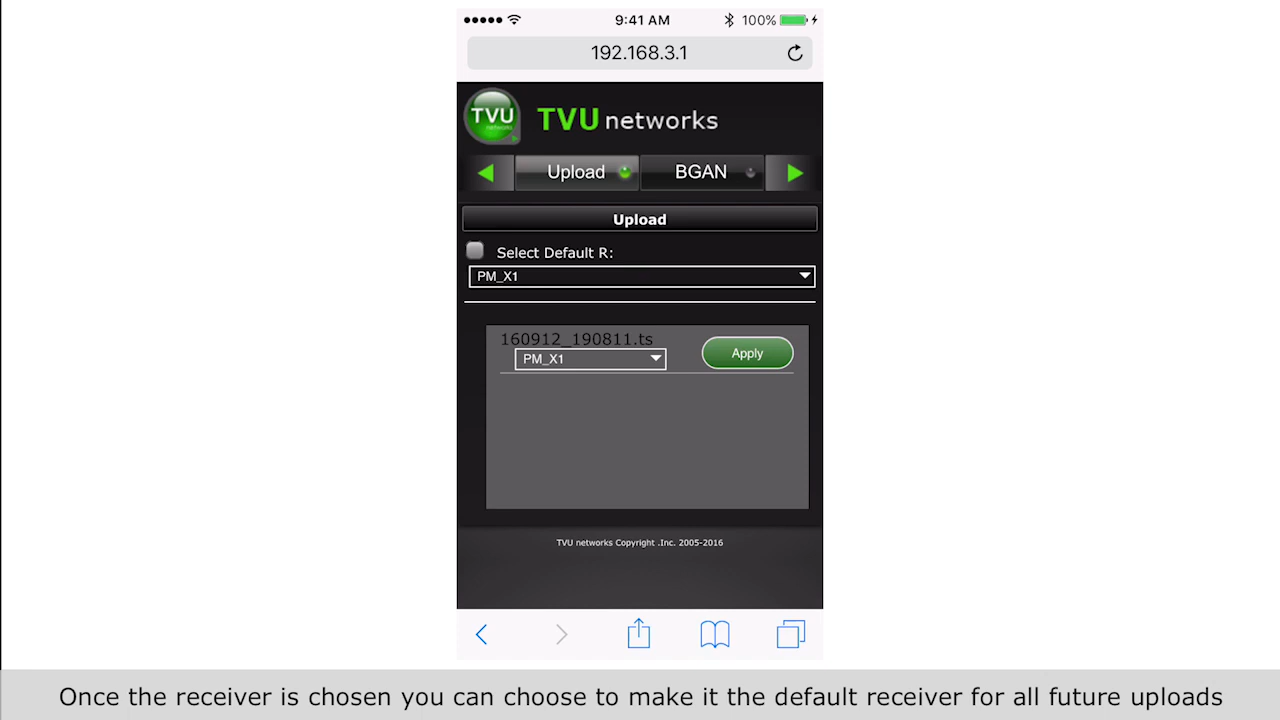 9:41 AM 100%
192.168.3.1
TVU networks TVU networks
Upload BGAN
Upload
Select Default R:
PM_X1
160912_190811.ts
PM_X1 Apply
TVU networks Copyright .Inc. 2005-2016
Once the receiver is chosen you can choose to make it the default receiver for all future uploads